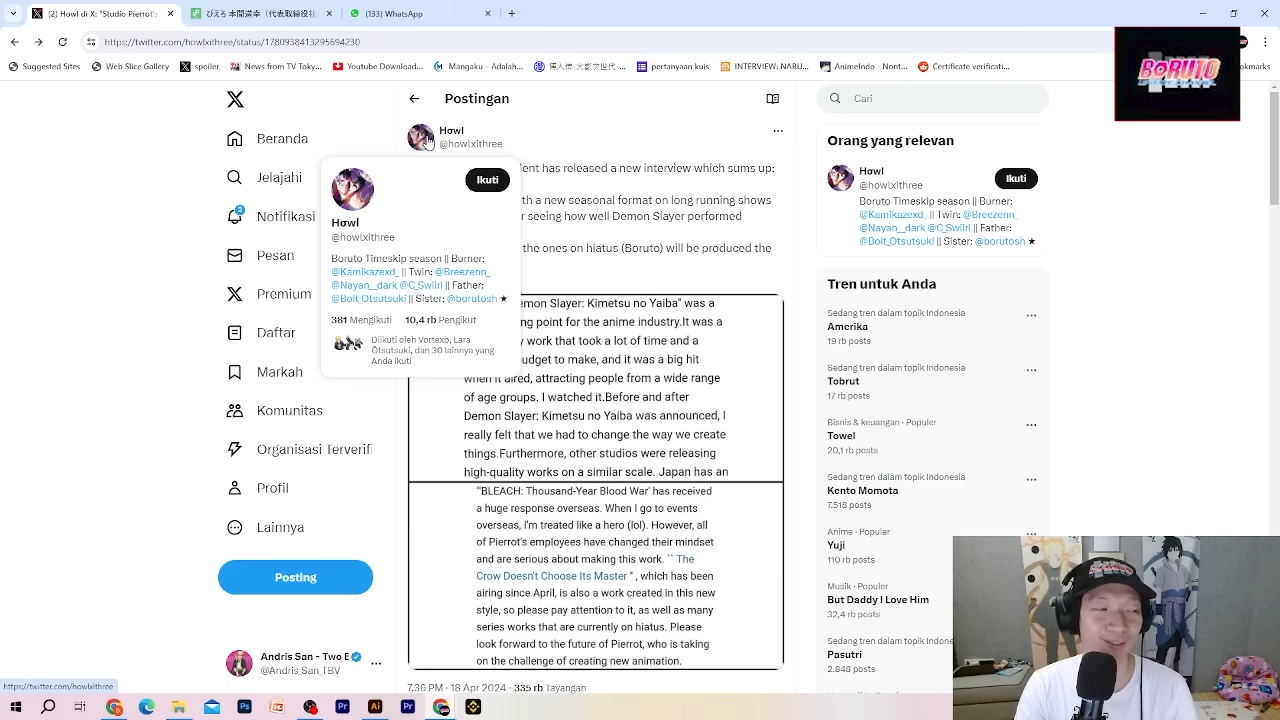 (2) Howl di X: "Studio Pierrot's
ぴえろ 本間道幸（代表取締役社
(33) WhatsApp
https://twitter.com/howlxithree/status/1780938413295694230
Suggested Sites
Web Slice Gallery
spoiler
News from TOKYO...
Youtube Download...
Mangaku - Adalah...
INTERVIEW: NARU...
pertanyaan kuis
AnimeIndo - Nont...
Certificate verificati...
BORUTO
Beranda
Jelajahi
2
Notifikasi
Pesan
Premium
Daftar
Markah
Komunitas
Organisasi Terverifi
Profil
Lainnya
Posting
Andris San - Two B
@Andris_San_TBV
https://twitter.com/howlxithree
Postingan
Høwl
@howlxithree
ent has released a new interview which sums up:
th a new seasonal format on long running shows
r seeing how well Demon Slayer performed
the ones on hiatus (Boruto) will be produced the
Høwl
@howlxithree
Ikuti
Boruto Timeskip season || Burner:
@Kamikazexd_ || Twin: @Breezenn_
@Nayan__dark @C_Swiirl || Father:
@Bolt_Otsutsuki || Sister: @borutosh ★
381 Mengikuti 10,4 rb Pengikut
Diikuti oleh Vortexb, Lara
Ōtsutsuki, dan 30 lainnya yang
Anda ikuti
emon Slayer: Kimetsu no Yaiba" was a
ng point for the anime industry.It was a
y work that took a lot of time and a
udget to make, and it was a big hit
when it aired, attracting people from a wide range
of age groups. I watched it.Before and after
Demon Slayer: Kimetsu no Yaiba was announced, I
really felt that we had to change the way we create
things.Furthermore, other studios were releasing
high-quality works on a similar scale. Japan has an
"BLEACH: Thousand-Year Blood War' has received
a huge response overseas. When I go to events
overseas, I'm treated like a hero (lol). However, all
of Pierrot's employees have changed their mindset
and are serious about making this work. `` The
Crow Doesn't Choose Its Master " , which has been
airing since April, is also a work created in this new
style, so please pay attention to it, as well as many
series works that are currently on hiatus. Please
look forward to the future of Pierrot, who is taking
on the challenge of creating new animation.
7.36 PM · 18 Apr 2024 · 335 rb Tayangan
Cari
Orang yang relevan
Høwl
@howlxithree
Ikuti
Boruto Timeskip season || Burner:
@Kamikazexd_ || Twin: @Breezenn_
@Nayan__dark @C_Swiirl || Father:
@Bolt_Otsutsuki || Sister: @borutosh ★
Tren untuk Anda
Sedang tren dalam topik Indonesia
Amerika
19 rb posts
Sedang tren dalam topik Indonesia
Tobrut
17 rb posts
Bisnis & keuangan · Populer
Towel
20,1 rb posts
Sedang tren dalam topik Indonesia
Kento Momota
7.518 posts
Anime · Populer
Yuji
110 rb posts
Musik · Populer
But Daddy I Love Him
32,4 rb posts
Sedang tren dalam topik Indone
Pasutri
2.848 posts